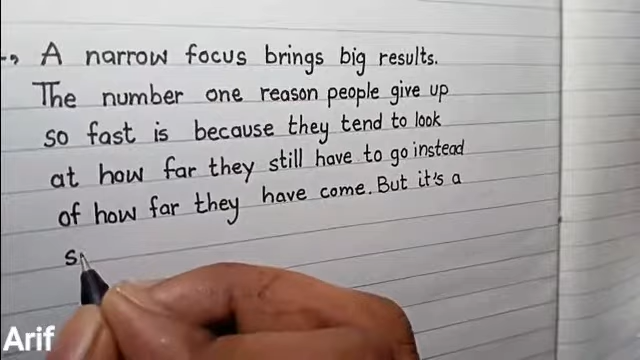 A narrow focus brings big results.
The number one reason people give up
so fast is because they tend to look
at how far they still have to go instead
of how far they have come. But it's a
Arif